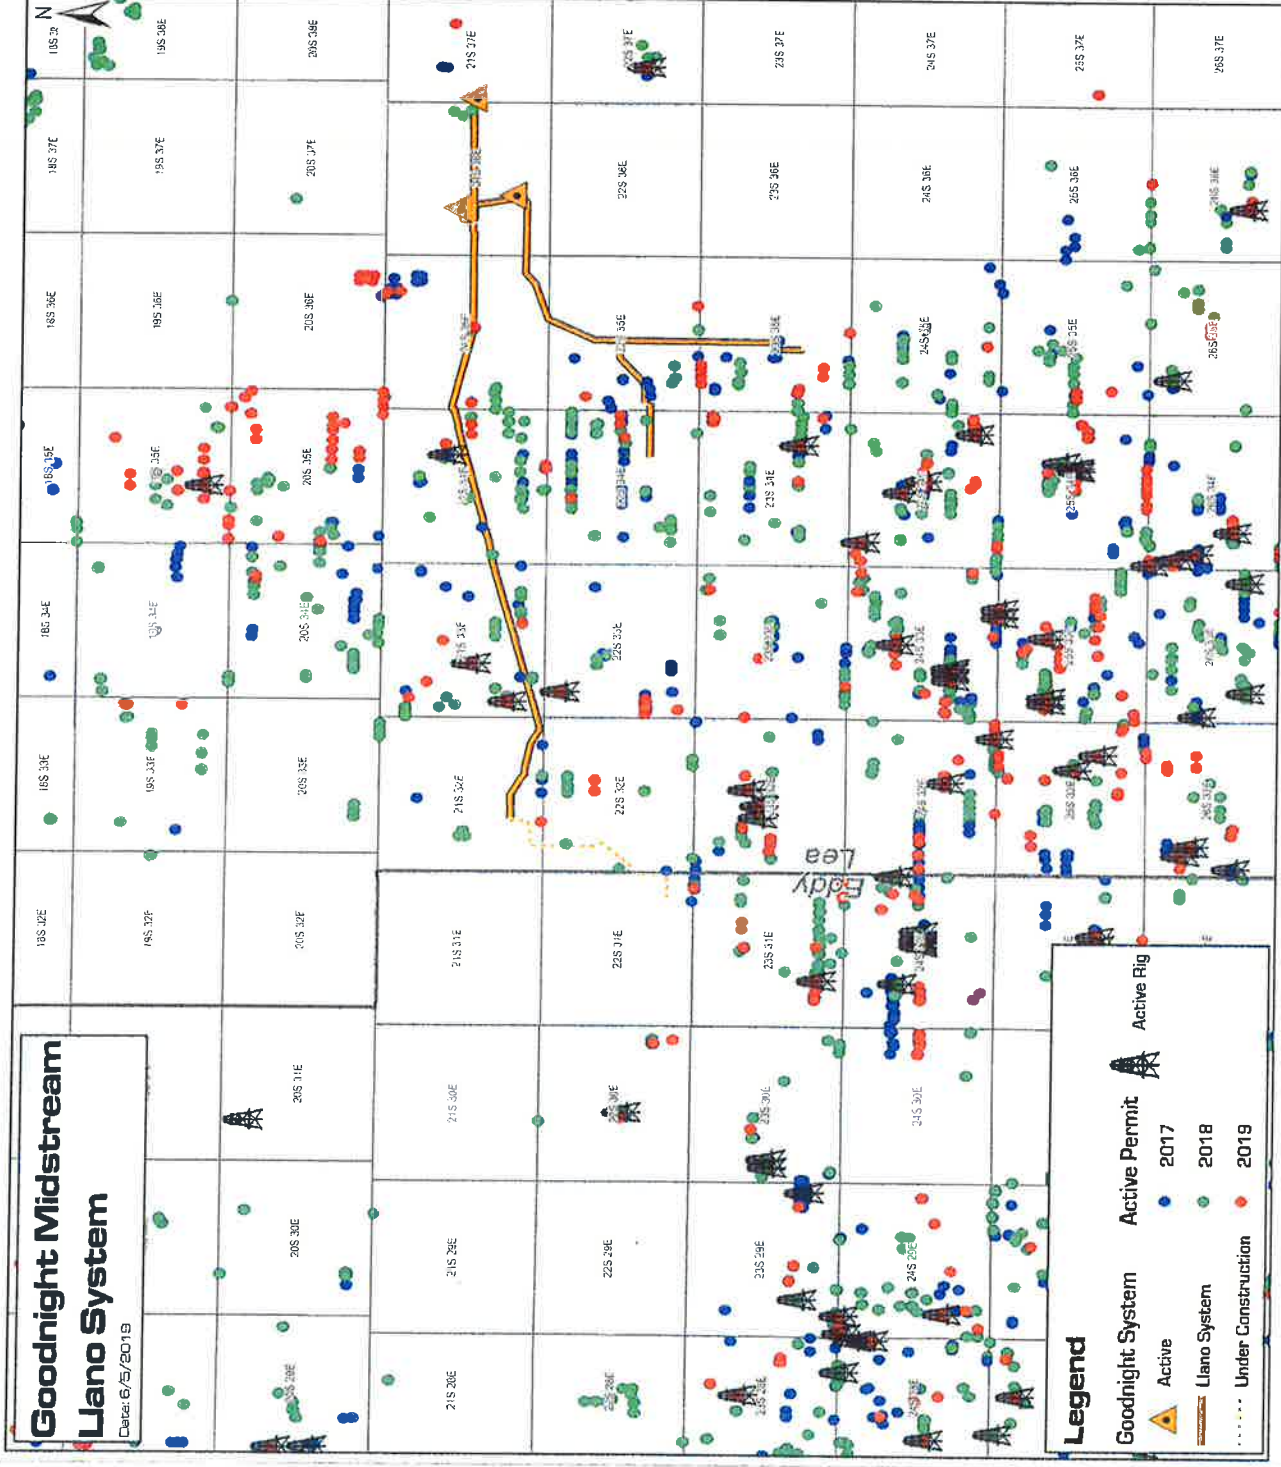 Goodnight Midstream
Llano System
Date: 6/5/2019
N
18S 32E
18S 33E
18S 34E
18S 35E
18S 36E
18S 37E
19S 32E
19S 33E
19S 34E
19S 36E
19S 37E
19S 38E
20S 30E
20S 31E
20S 32E
20S 33E
20S 34E
20S 35E
20S 36E
20S 37E
20S 38E
21S 28E
21S 29E
21S 30E
21S 31E
21S 32E
21S 37E
22S 29E
22S 31E
22S 32E
22S 33E
22S 36E
22S 37E
23S 28E
23S 29E
23S 30E
23S 31E
23S 34E
23S 36E
23S 37E
24S 29E
24S 30E
24S 33E
24S 35E
24S 36E
24S 37E
25S 36E
25S 37E
26S 37E
Eddy
Lea
Legend
Goodnight System
Active
Llano System
Under Construction
Active Permit
2017
2018
2019
Active Rig